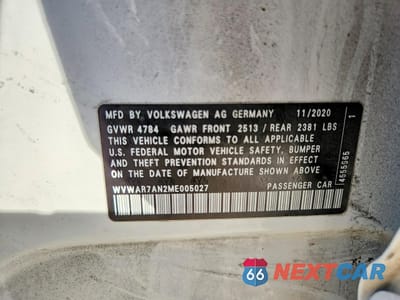 MFD BY VOLKSWAGEN AG GERMANY 11/2020
GVWR 4784 GAWR FRONT 2513 / REAR 2381 LBS
THIS VEHICLE CONFORMS TO ALL APPLICABLE
U.S. FEDERAL MOTOR VEHICLE SAFETY, BUMPER
AND THEFT PREVENTION STANDARDS IN EFFECT ON
THE DATE OF MANUFACTURE SHOWN ABOVE
WVWAR7AN2ME005027 PASSENGER CAR
1
4555965
66 NEXTCAR